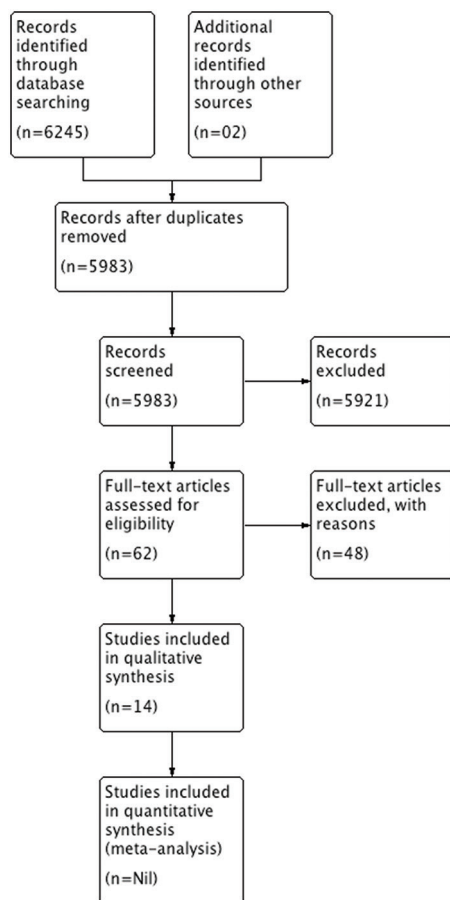 Records
identified
through
database
searching
(n=6245)
Additional
records
identified
through other
sources
(n=02)
Records after duplicates
removed
(n=5983)
Records
screened
(n=5983)
Records
excluded
(n=5921)
Full-text articles
assessed for
eligibility
(n=62)
Full-text articles
excluded, with
reasons
(n=48)
Studies included
in qualitative
synthesis
(n=14)
Studies included
in quantitative
synthesis
(meta-analysis)
(n=Nil)